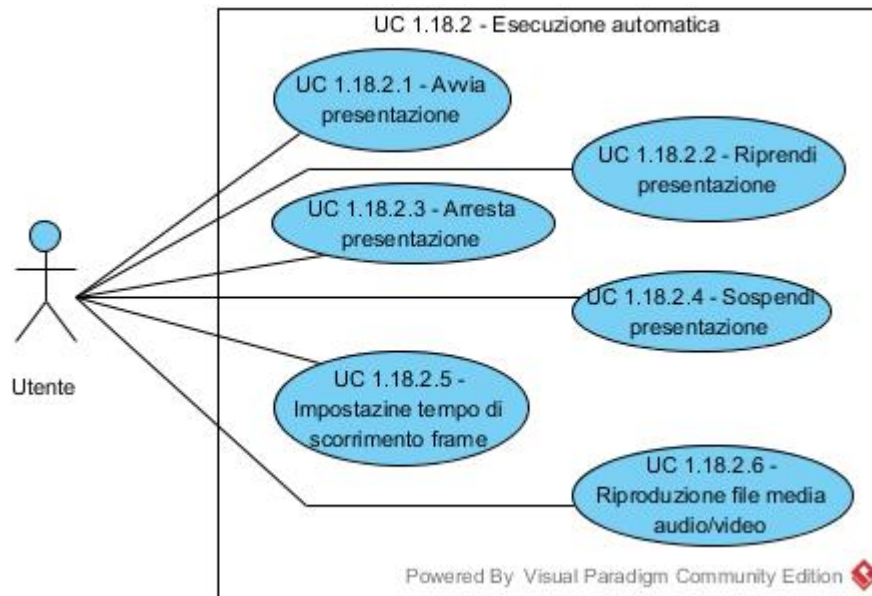 UC 1.18.2 - Esecuzione automatica
UC 1.18.2.1 - Avvia
presentazione
UC 1.18.2.2 - Riprendi
presentazione
UC 1.18.2.3 - Arresta
presentazione
UC 1.18.2.4 - Sospendi
presentazione
Utente
UC 1.18.2.5 -
Impostazine tempo di
scorrimento frame
UC 1.18.2.6 -
Riproduzione file media
audio/video
Powered By Visual Paradigm Community Edition